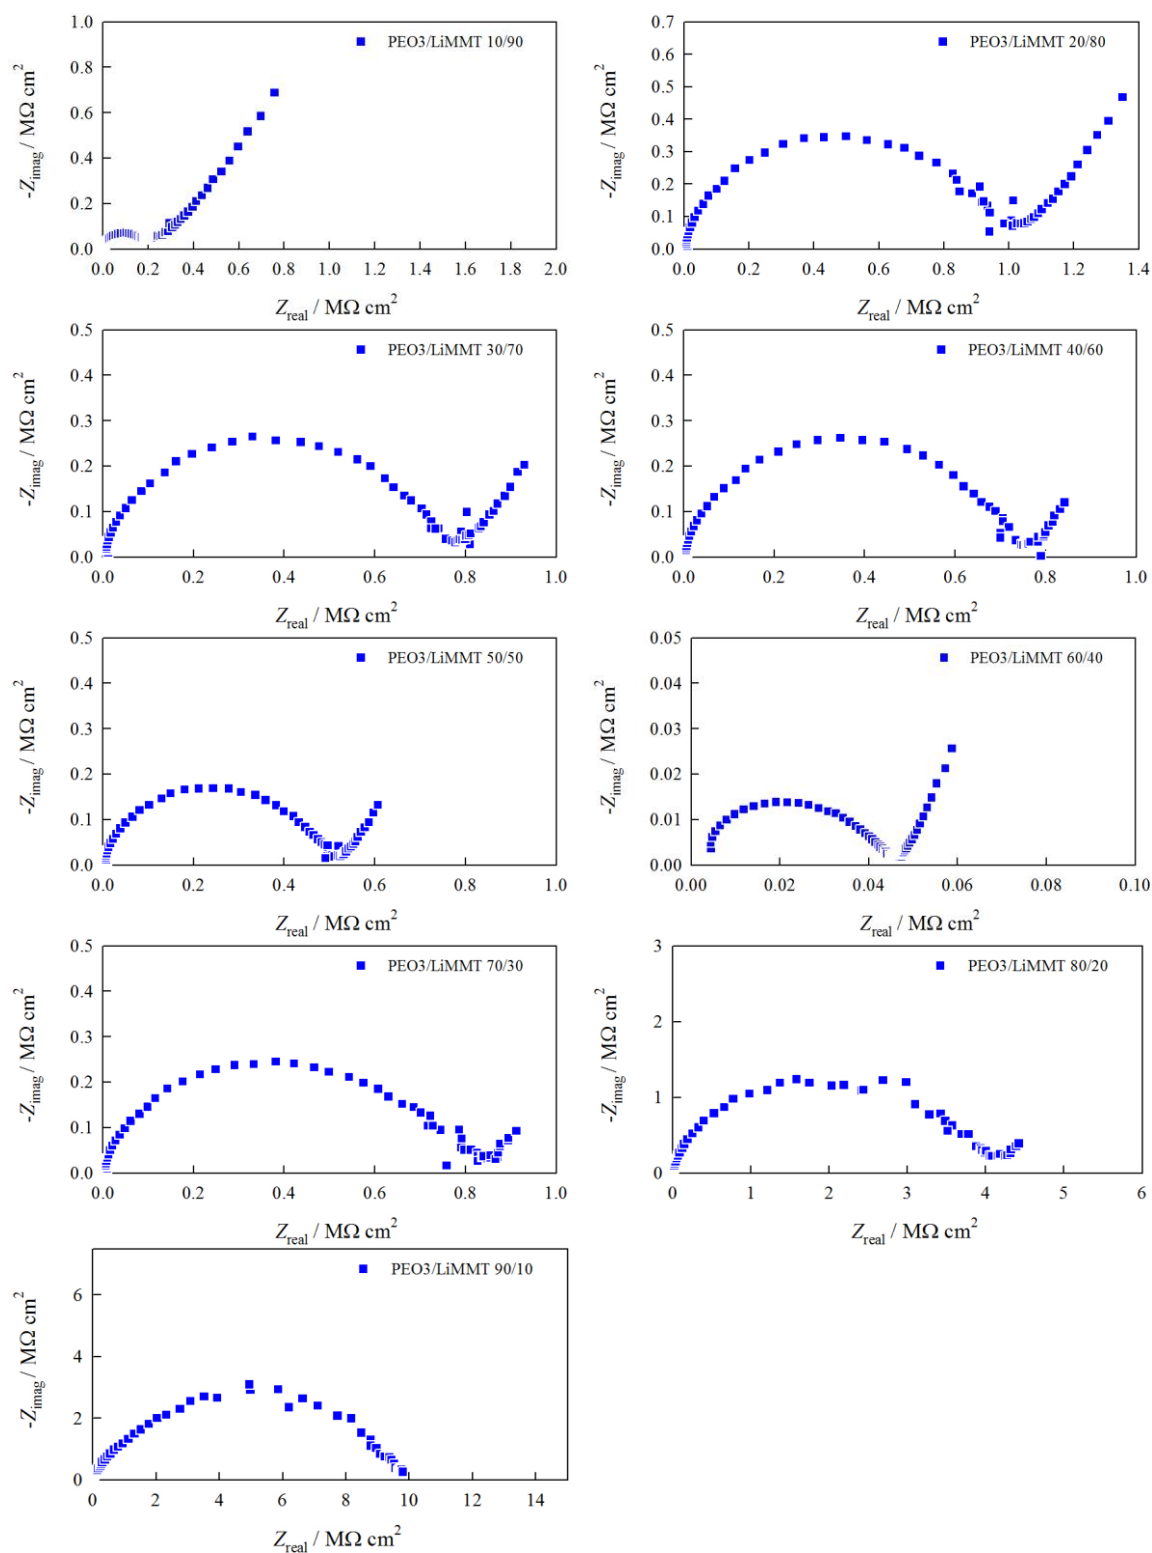 PEO3/LiMMT 10/90
1.0
0.8
0.6
0.4
0.2
0.0
-Zimag / MΩ cm2
0.0 0.2 0.4 0.6 0.8 1.0 1.2 1.4 1.6 1.8 2.0
Zreal / MΩ cm2
PEO3/LiMMT 20/80
0.7
0.6
0.5
0.4
0.3
0.2
0.1
0.0
-Zimag / MΩ cm2
0.0 0.2 0.4 0.6 0.8 1.0 1.2 1.4
Zreal / MΩ cm2
PEO3/LiMMT 30/70
0.5
0.4
0.3
0.2
0.1
0.0
-Zimag / MΩ cm2
0.0 0.2 0.4 0.6 0.8 1.0
Zreal / MΩ cm2
PEO3/LiMMT 40/60
0.5
0.4
0.3
0.2
0.1
0.0
-Zimag / MΩ cm2
0.0 0.2 0.4 0.6 0.8 1.0
Zreal / MΩ cm2
PEO3/LiMMT 50/50
0.5
0.4
0.3
0.2
0.1
0.0
-Zimag / MΩ cm2
0.0 0.2 0.4 0.6 0.8 1.0
Zreal / MΩ cm2
PEO3/LiMMT 60/40
0.05
0.04
0.03
0.02
0.01
0.00
-Zimag / MΩ cm2
0.00 0.02 0.04 0.06 0.08 0.10
Zreal / MΩ cm2
PEO3/LiMMT 70/30
0.5
0.4
0.3
0.2
0.1
0.0
-Zimag / MΩ cm2
0.0 0.2 0.4 0.6 0.8 1.0
Zreal / MΩ cm2
PEO3/LiMMT 80/20
3
2
1
0
-Zimag / MΩ cm2
0 1 2 3 4 5 6
Zreal / MΩ cm2
PEO3/LiMMT 90/10
6
4
2
0
-Zimag / MΩ cm2
0 2 4 6 8 10 12 14
Zreal / MΩ cm2